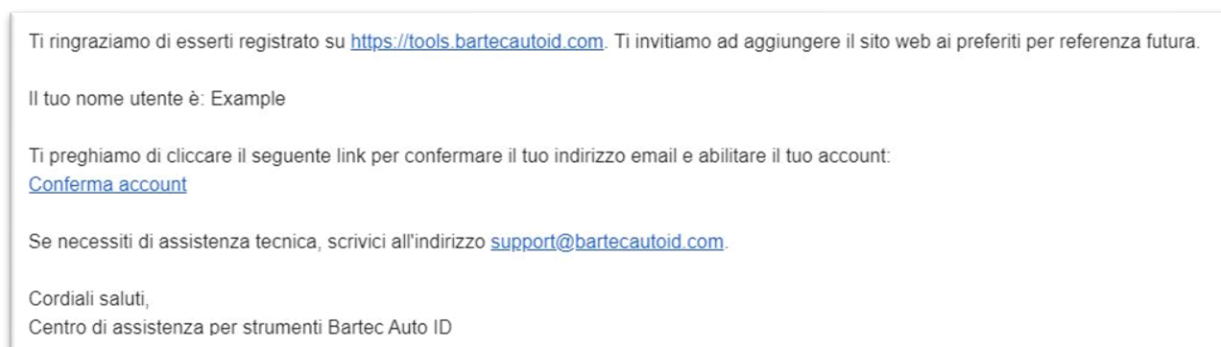 Ti ringraziamo di esserti registrato su https://tools.bartecautoid.com. Ti invitiamo ad aggiungere il sito web ai preferiti per referenza futura.
Il tuo nome utente è: Example
Ti preghiamo di cliccare il seguente link per confermare il tuo indirizzo email e abilitare il tuo account:
Conferma account
Se necessiti di assistenza tecnica, scrivici all'indirizzo support@bartecautoid.com.
Cordiali saluti,
Centro di assistenza per strumenti Bartec Auto ID